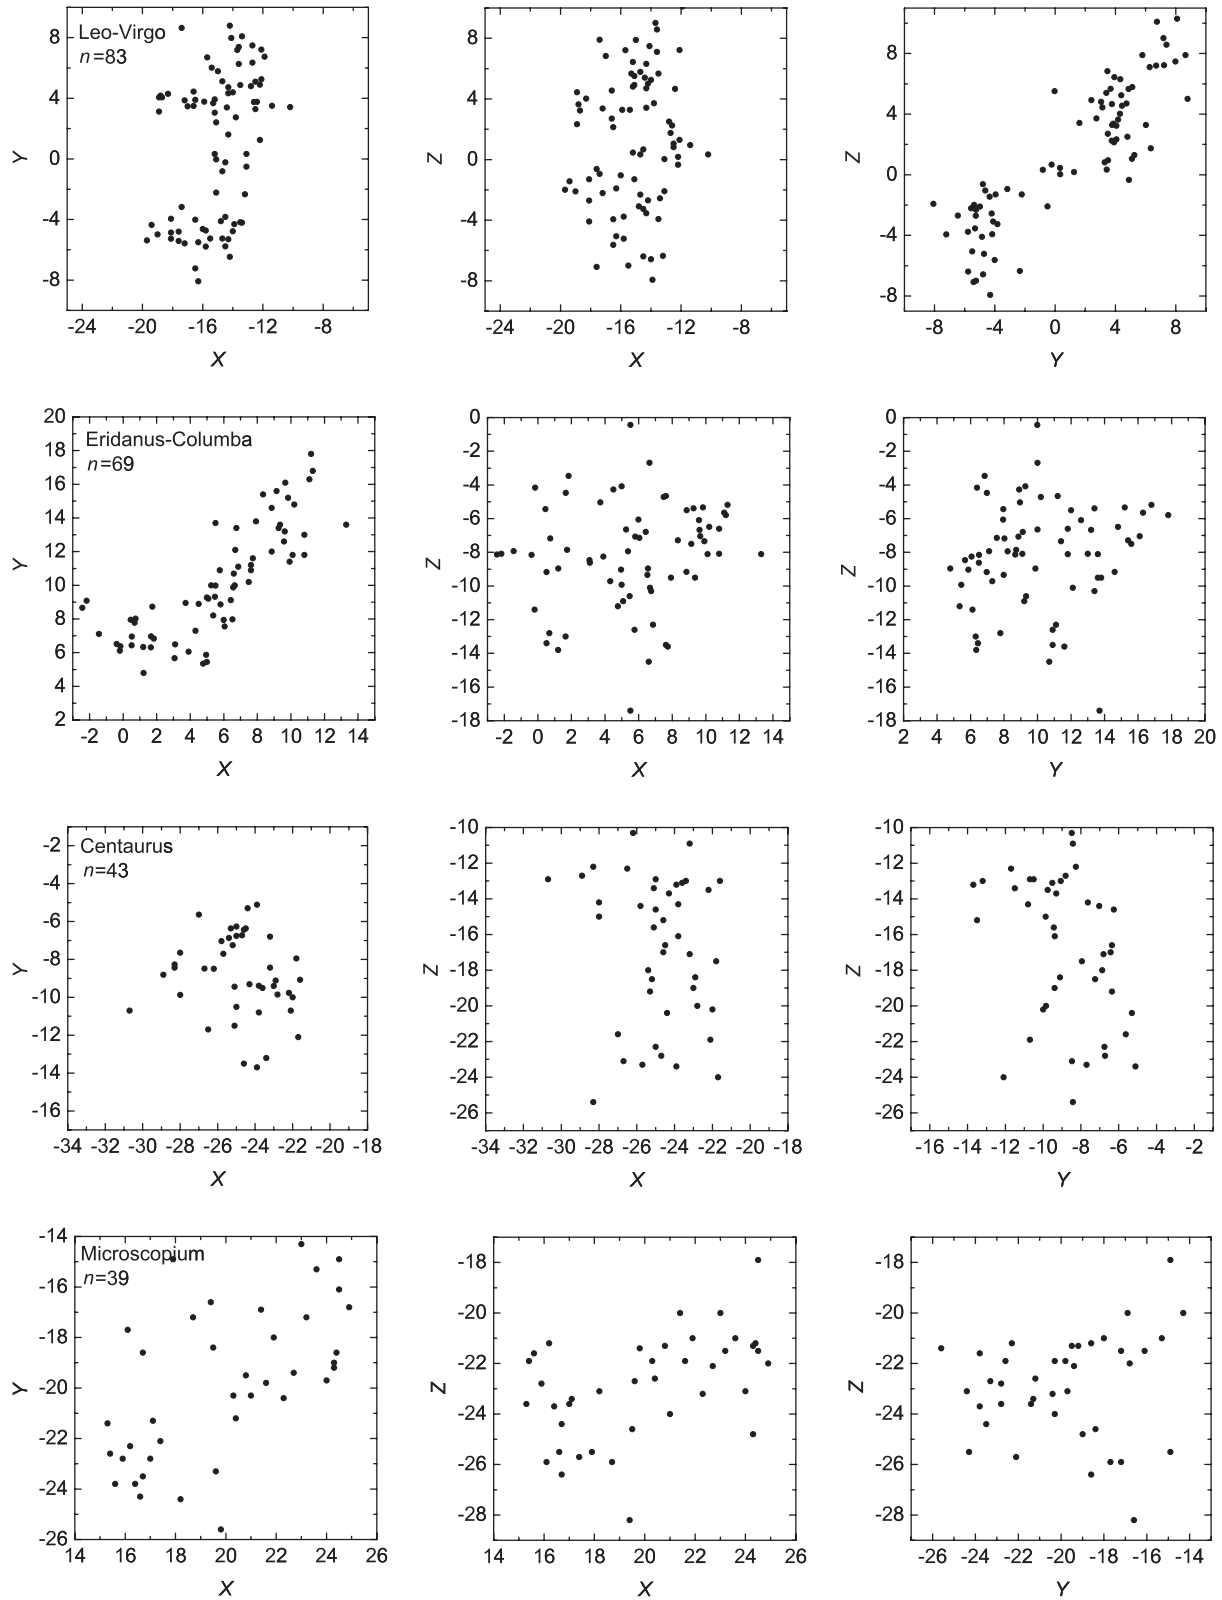 Leo-Virgo
n=83
8
4
0
-4
-8
Y
-24 -20 -16 -12 -8
X
8
4
0
-4
-8
Z
-24 -20 -16 -12 -8
X
8
4
0
-4
-8
Z
-8 -4 0 4 8
Y
Eridanus-Columba
n=69
20
18
16
14
12
10
8
6
4
2
Y
-2 0 2 4 6 8 10 12 14
X
0
-2
-4
-6
-8
-10
-12
-14
-16
-18
Z
-2 0 2 4 6 8 10 12 14
X
0
-2
-4
-6
-8
-10
-12
-14
-16
-18
Z
2 4 6 8 10 12 14 16 18 20
Y
Centaurus
n=43
-2
-4
-6
-8
-10
-12
-14
-16
Y
-34 -32 -30 -28 -26 -24 -22 -20 -18
X
-10
-12
-14
-16
-18
-20
-22
-24
-26
Z
-34 -32 -30 -28 -26 -24 -22 -20 -18
X
-10
-12
-14
-16
-18
-20
-22
-24
-26
Z
-16 -14 -12 -10 -8 -6 -4 -2
Y
Microscopium
n=39
-14
-16
-18
-20
-22
-24
-26
Y
14 16 18 20 22 24 26
X
-18
-20
-22
-24
-26
-28
Z
14 16 18 20 22 24 26
X
-18
-20
-22
-24
-26
-28
Z
-26 -24 -22 -20 -18 -16 -14
Y